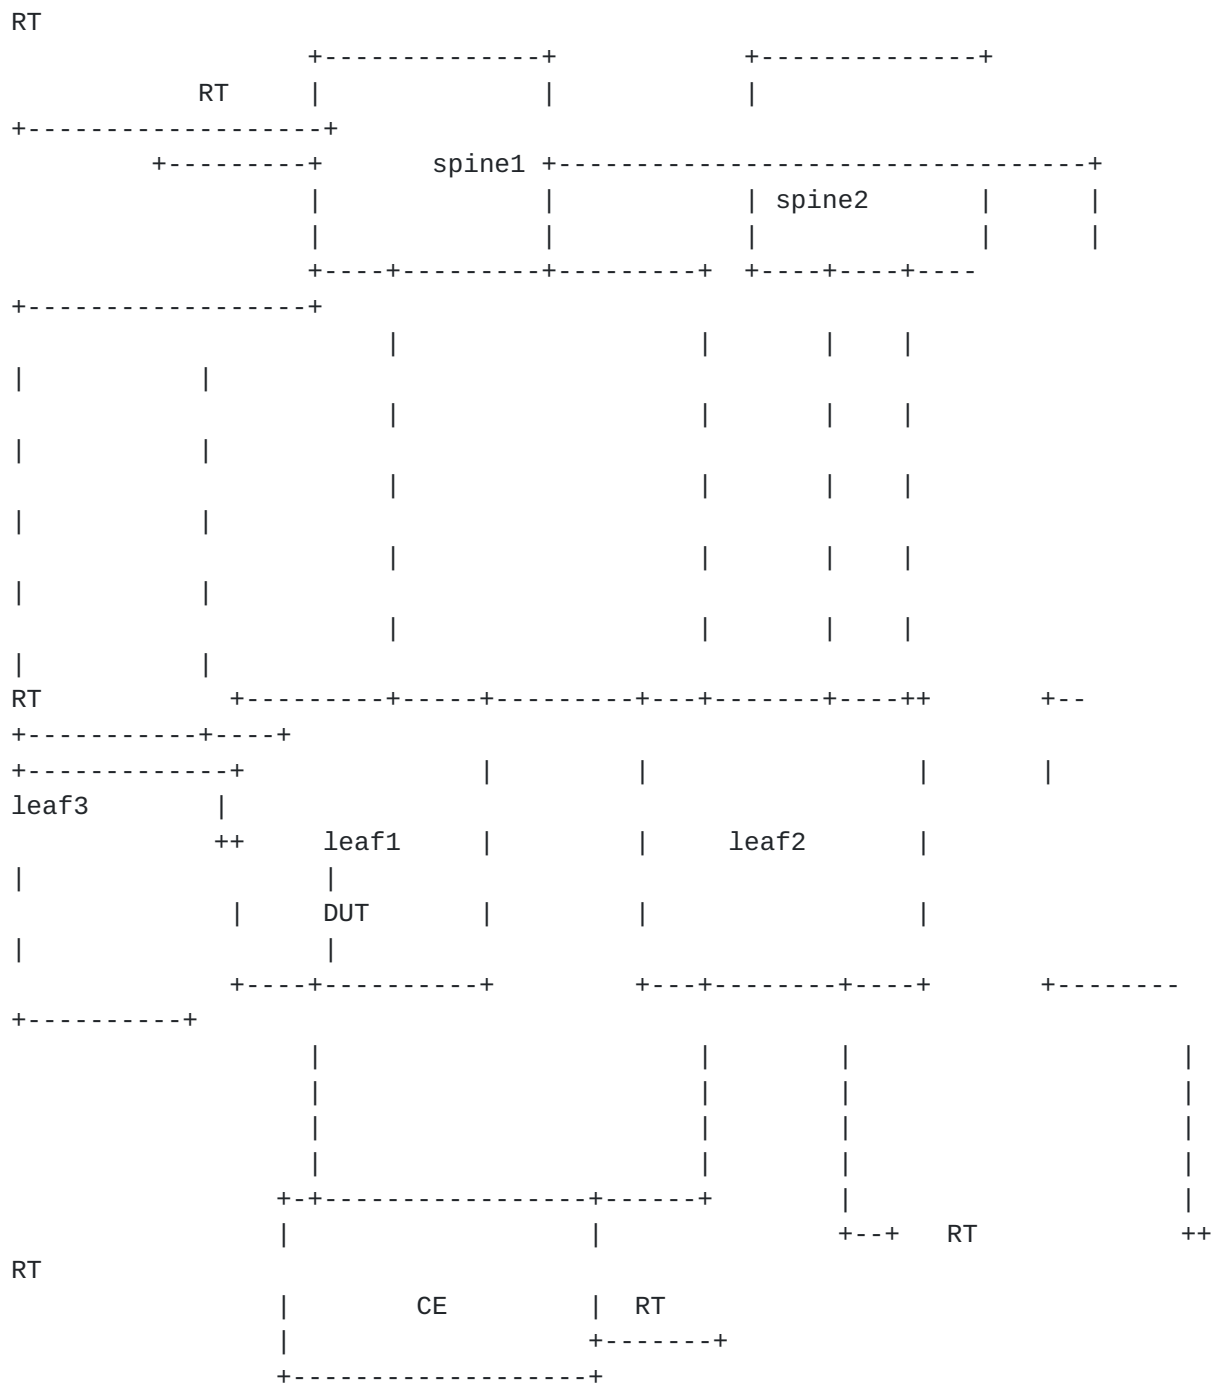 RT
+--------------+ +--------------+
RT | | |
+-------------------+
+---------+ spine1 +----------------------------------+
| | | spine2 | |
| | | | |
+----+---------+---------+ +----+----+----
+------------------+
| | | |
| |
| | | |
| |
| | | |
| |
| | | |
| |
| | | |
| |
RT +---------+-----+---------+---+-------+----++ +--
+-----------+----+
+-------------+ | | | |
leaf3 |
++ leaf1 | | leaf2 |
| |
| DUT | | |
| |
+----+----------+ +---+--------+----+ +--------
+----------+
| | | |
| | | |
| | | |
| | | |
+-+-----------------+------+ | |
| | +--+ RT ++
RT
| CE | RT
| +-------+
+-------------------+